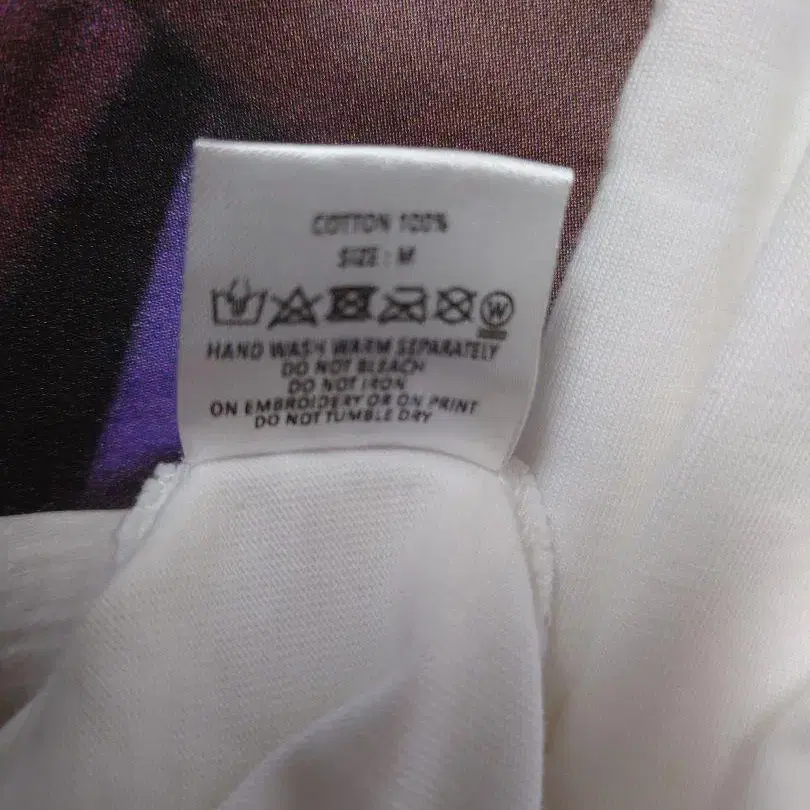 COTTON 100%
SIZE : M
W
HAND WASH WARM SEPARATELY
DO NOT BLEACH
DO NOT IRON
ON EMBROIDERY OR ON PRINT
DO NOT TUMBLE DRY